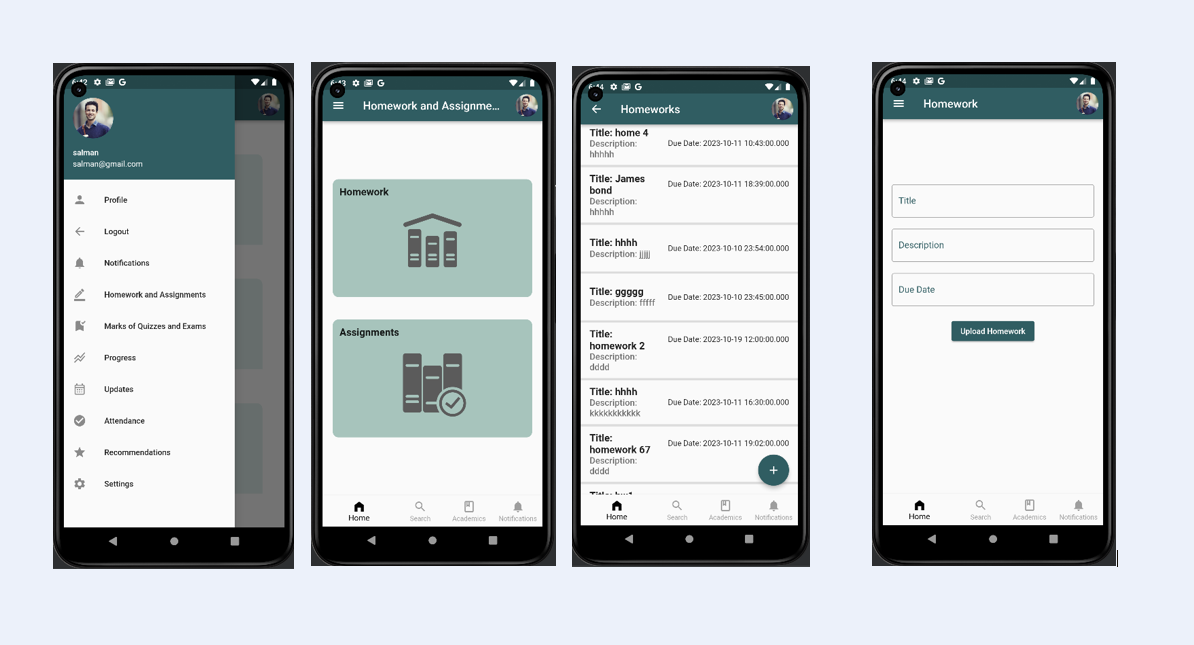 6:42
salman
salman@gmail.com
Profile
Logout
Notifications
Homework and Assignments
Marks of Quizzes and Exams
Progress
Updates
Attendance
Recommendations
Settings
6:43
Homework and Assignme...
Homework
Assignments
Home
Search
Academics
Notifications
6:44
Homeworks
Title: home 4
Description:
hhhhh
Due Date: 2023-10-11 10:43:00.000
Title: James
bond
Description:
hhhhh
Due Date: 2023-10-11 18:39:00.000
Title: hhhh
Description: jjjjj
Due Date: 2023-10-10 23:54:00.000
Title: ggggg
Description: fffff
Due Date: 2023-10-10 23:45:00.000
Title:
homework 2
Description:
dddd
Due Date: 2023-10-19 12:00:00.000
Title: hhhh
Description:
kkkkkkkkkkk
Due Date: 2023-10-11 16:30:00.000
Title:
homework 67
Description:
dddd
Due Date: 2023-10-11 19:02:00.000
Title: hw1
+
Home
Search
Academics
Notifications
6:44
Homework
Title
Description
Due Date
Upload Homework
Home
Search
Academics
Notifications